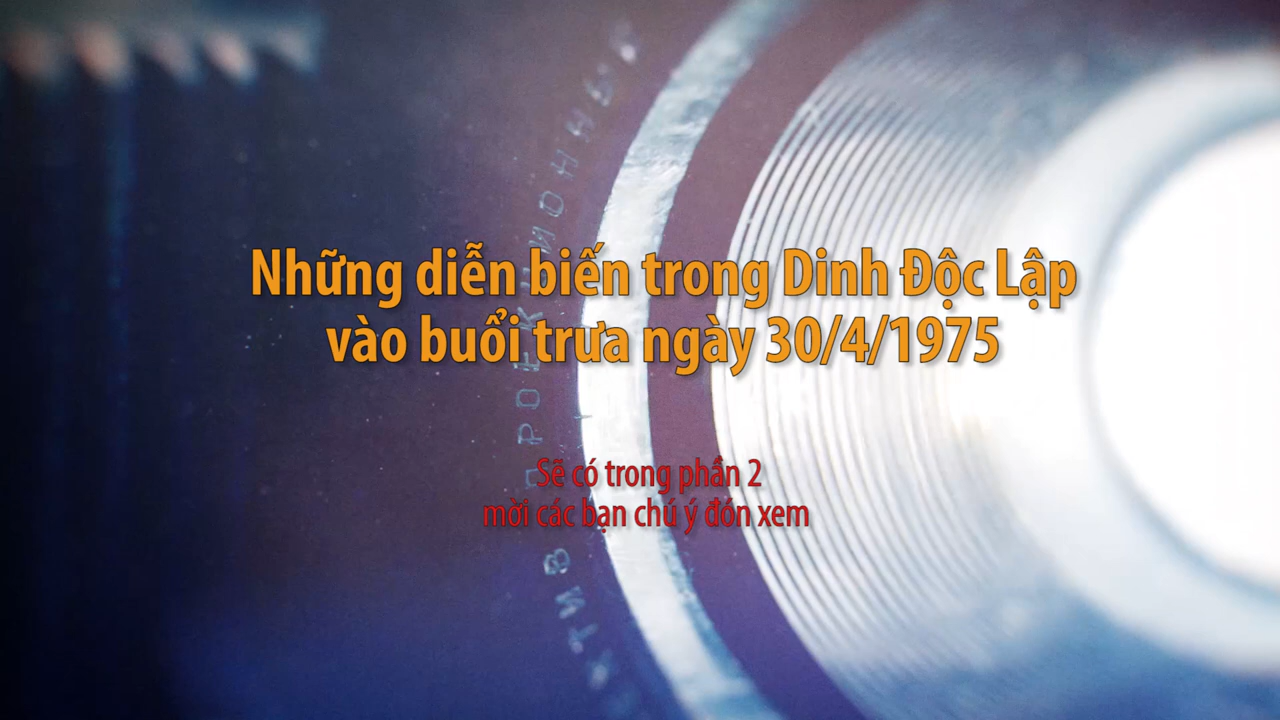 Những diễn biến trong Dinh Độc Lập
vào buổi trưa ngày 30/4/1975
Sẽ có trong phần 2
mời các bạn chú ý đón xem